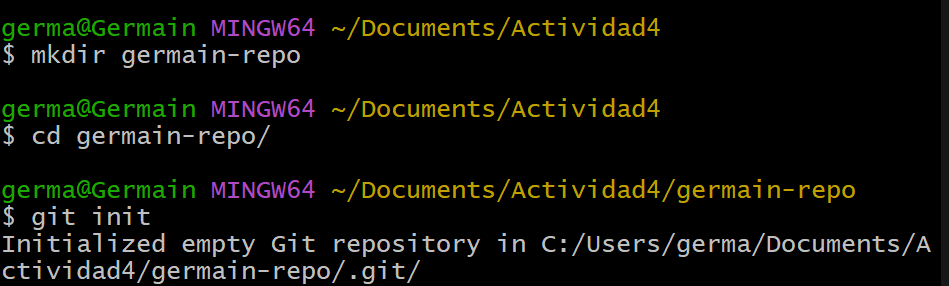 germa@Germain MINGW64 ~/Documents/Actividad4
$ mkdir germain-repo
germa@Germain MINGW64 ~/Documents/Actividad4
$ cd germain-repo/
germa@Germain MINGW64 ~/Documents/Actividad4/germain-repo
$ git init
Initialized empty Git repository in C:/Users/germa/Documents/A
ctividad4/germain-repo/.git/